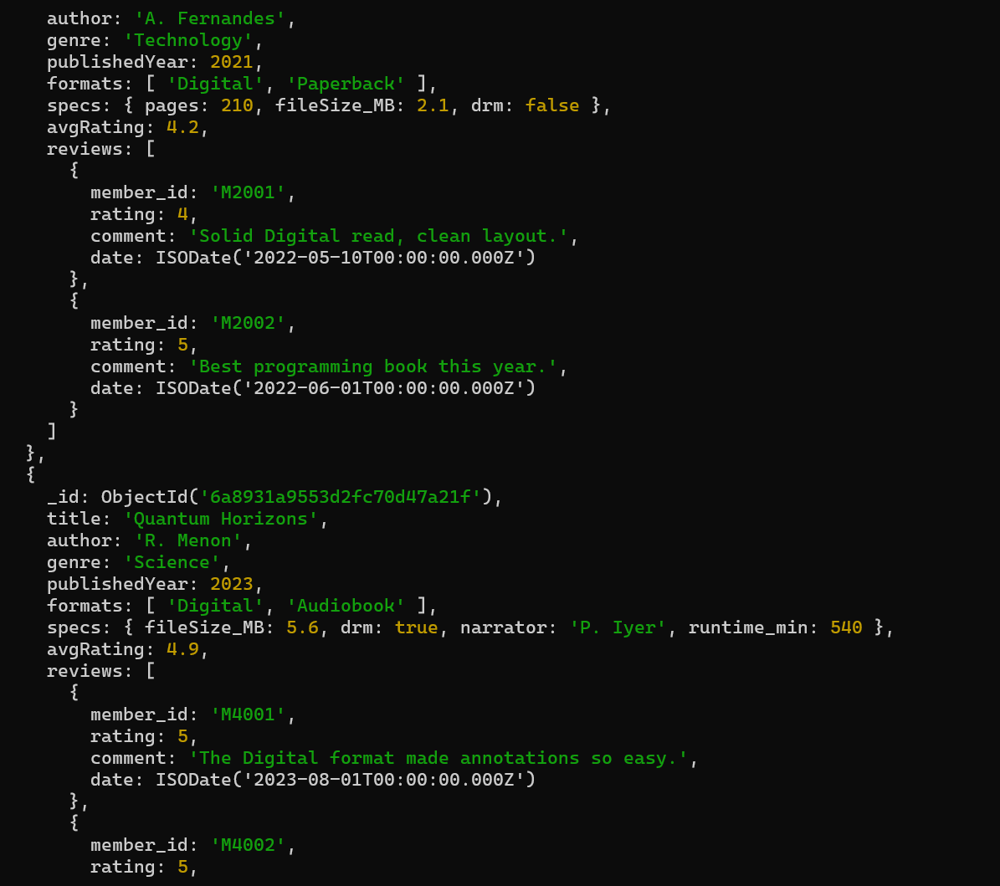 author: 'A. Fernandes',
genre: 'Technology',
publishedYear: 2021,
formats: [ 'Digital', 'Paperback' ],
specs: { pages: 210, fileSize_MB: 2.1, drm: false },
avgRating: 4.2,
reviews: [
{
member_id: 'M2001',
rating: 4,
comment: 'Solid Digital read, clean layout.',
date: ISODate('2022-05-10T00:00:00.000Z')
},
{
member_id: 'M2002',
rating: 5,
comment: 'Best programming book this year.',
date: ISODate('2022-06-01T00:00:00.000Z')
}
]
},
{
_id: ObjectId('6a8931a9553d2fc70d47a21f'),
title: 'Quantum Horizons',
author: 'R. Menon',
genre: 'Science',
publishedYear: 2023,
formats: [ 'Digital', 'Audiobook' ],
specs: { fileSize_MB: 5.6, drm: true, narrator: 'P. Iyer', runtime_min: 540 },
avgRating: 4.9,
reviews: [
{
member_id: 'M4001',
rating: 5,
comment: 'The Digital format made annotations so easy.',
date: ISODate('2023-08-01T00:00:00.000Z')
},
{
member_id: 'M4002',
rating: 5,